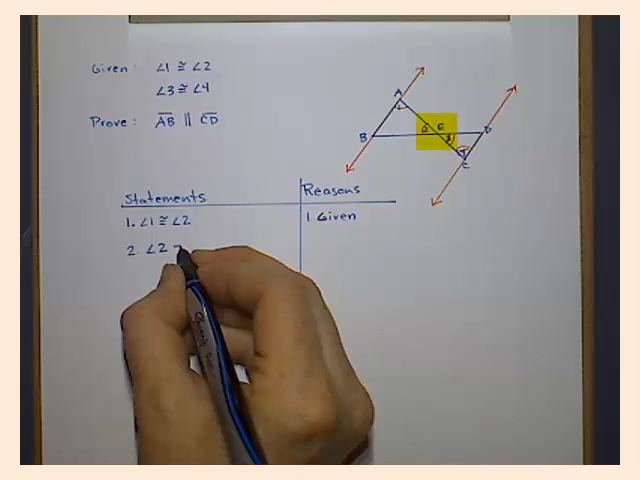 Given: ∠1 ≅ ∠2
∠3 ≅ ∠4
Prove: AB || CD
A
B
E
D
C
Statements
Reasons
1. ∠1 ≅ ∠2
1 Given
2 ∠2